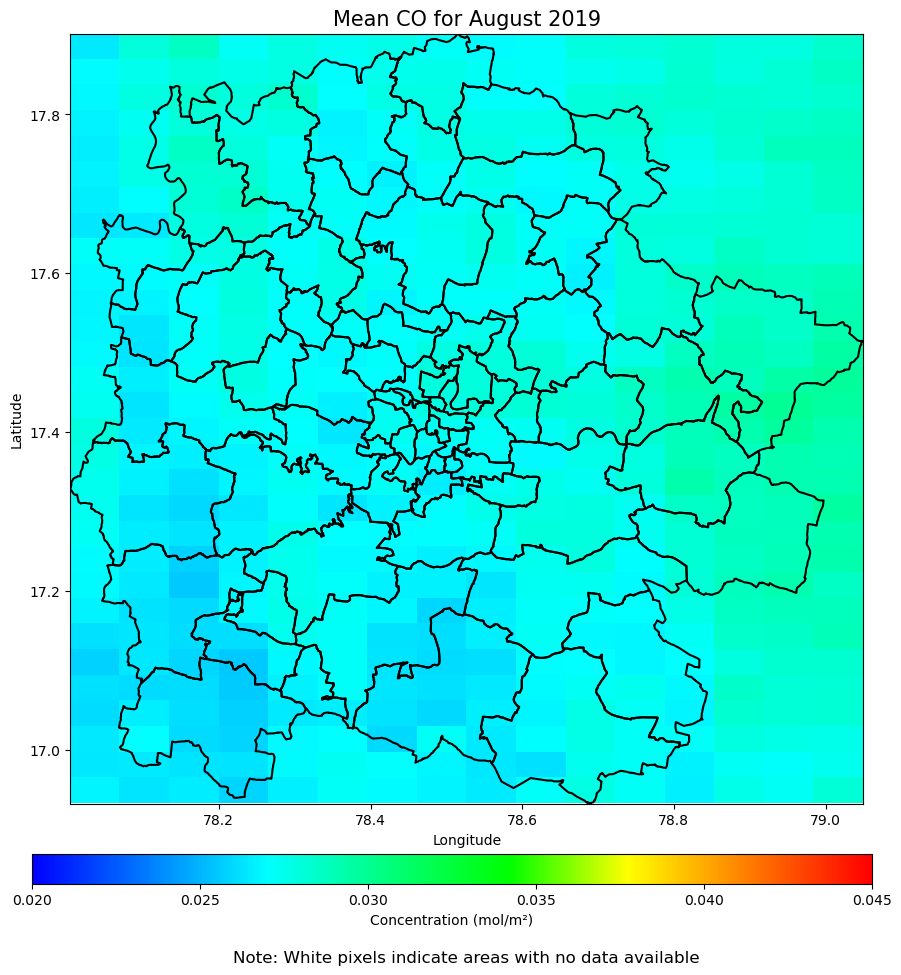 Mean CO for August 2019
Latitude
17.8
17.6
17.4
17.2
17.0
78.2 78.4 78.6 78.8 79.0
Longitude
0.020 0.025 0.030 0.035 0.040 0.045
Concentration (mol/m²)
Note: White pixels indicate areas with no data available